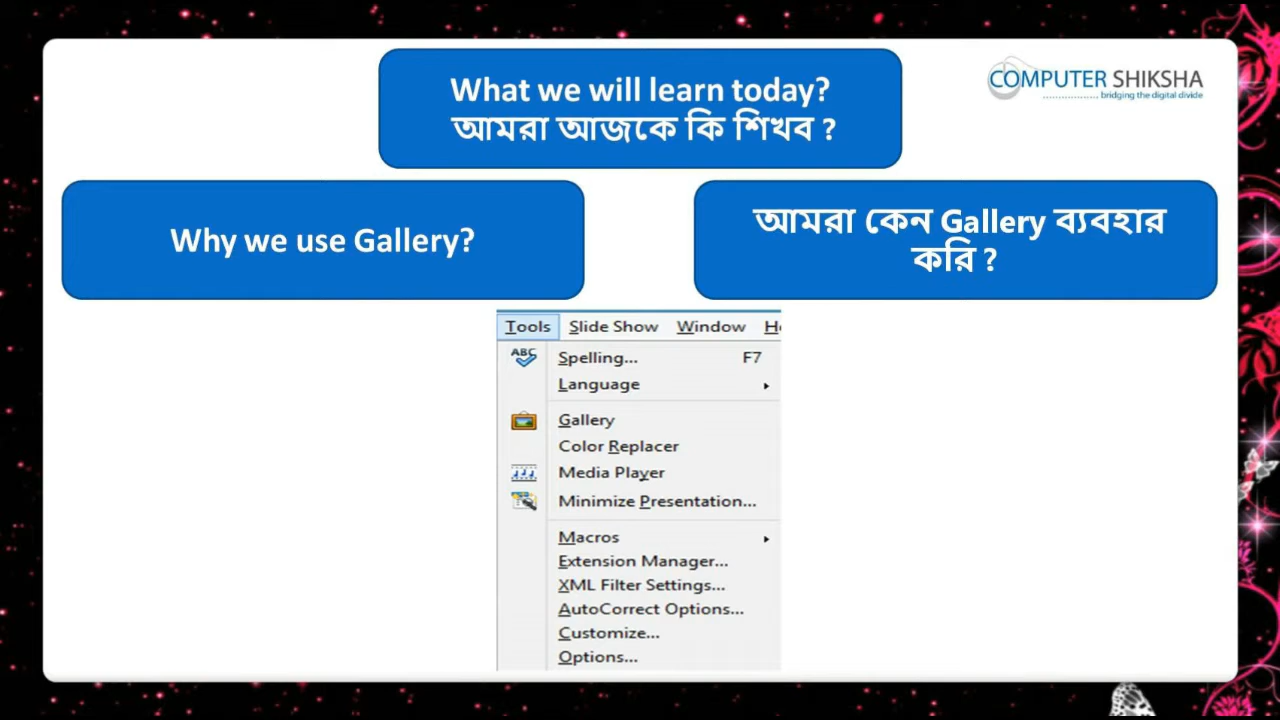 What we will learn today?
আমরা আজকে কি শিখব ?
COMPUTER SHIKSHA
bridging the digital divide
Why we use Gallery?
আমরা কেন Gallery ব্যবহার
করি ?
Tools Slide Show Window
Spelling... F7
Language
Gallery
Color Replacer
Media Player
Minimize Presentation...
Macros
Extension Manager...
XML Filter Settings...
AutoCorrect Options...
Customize...
Options...